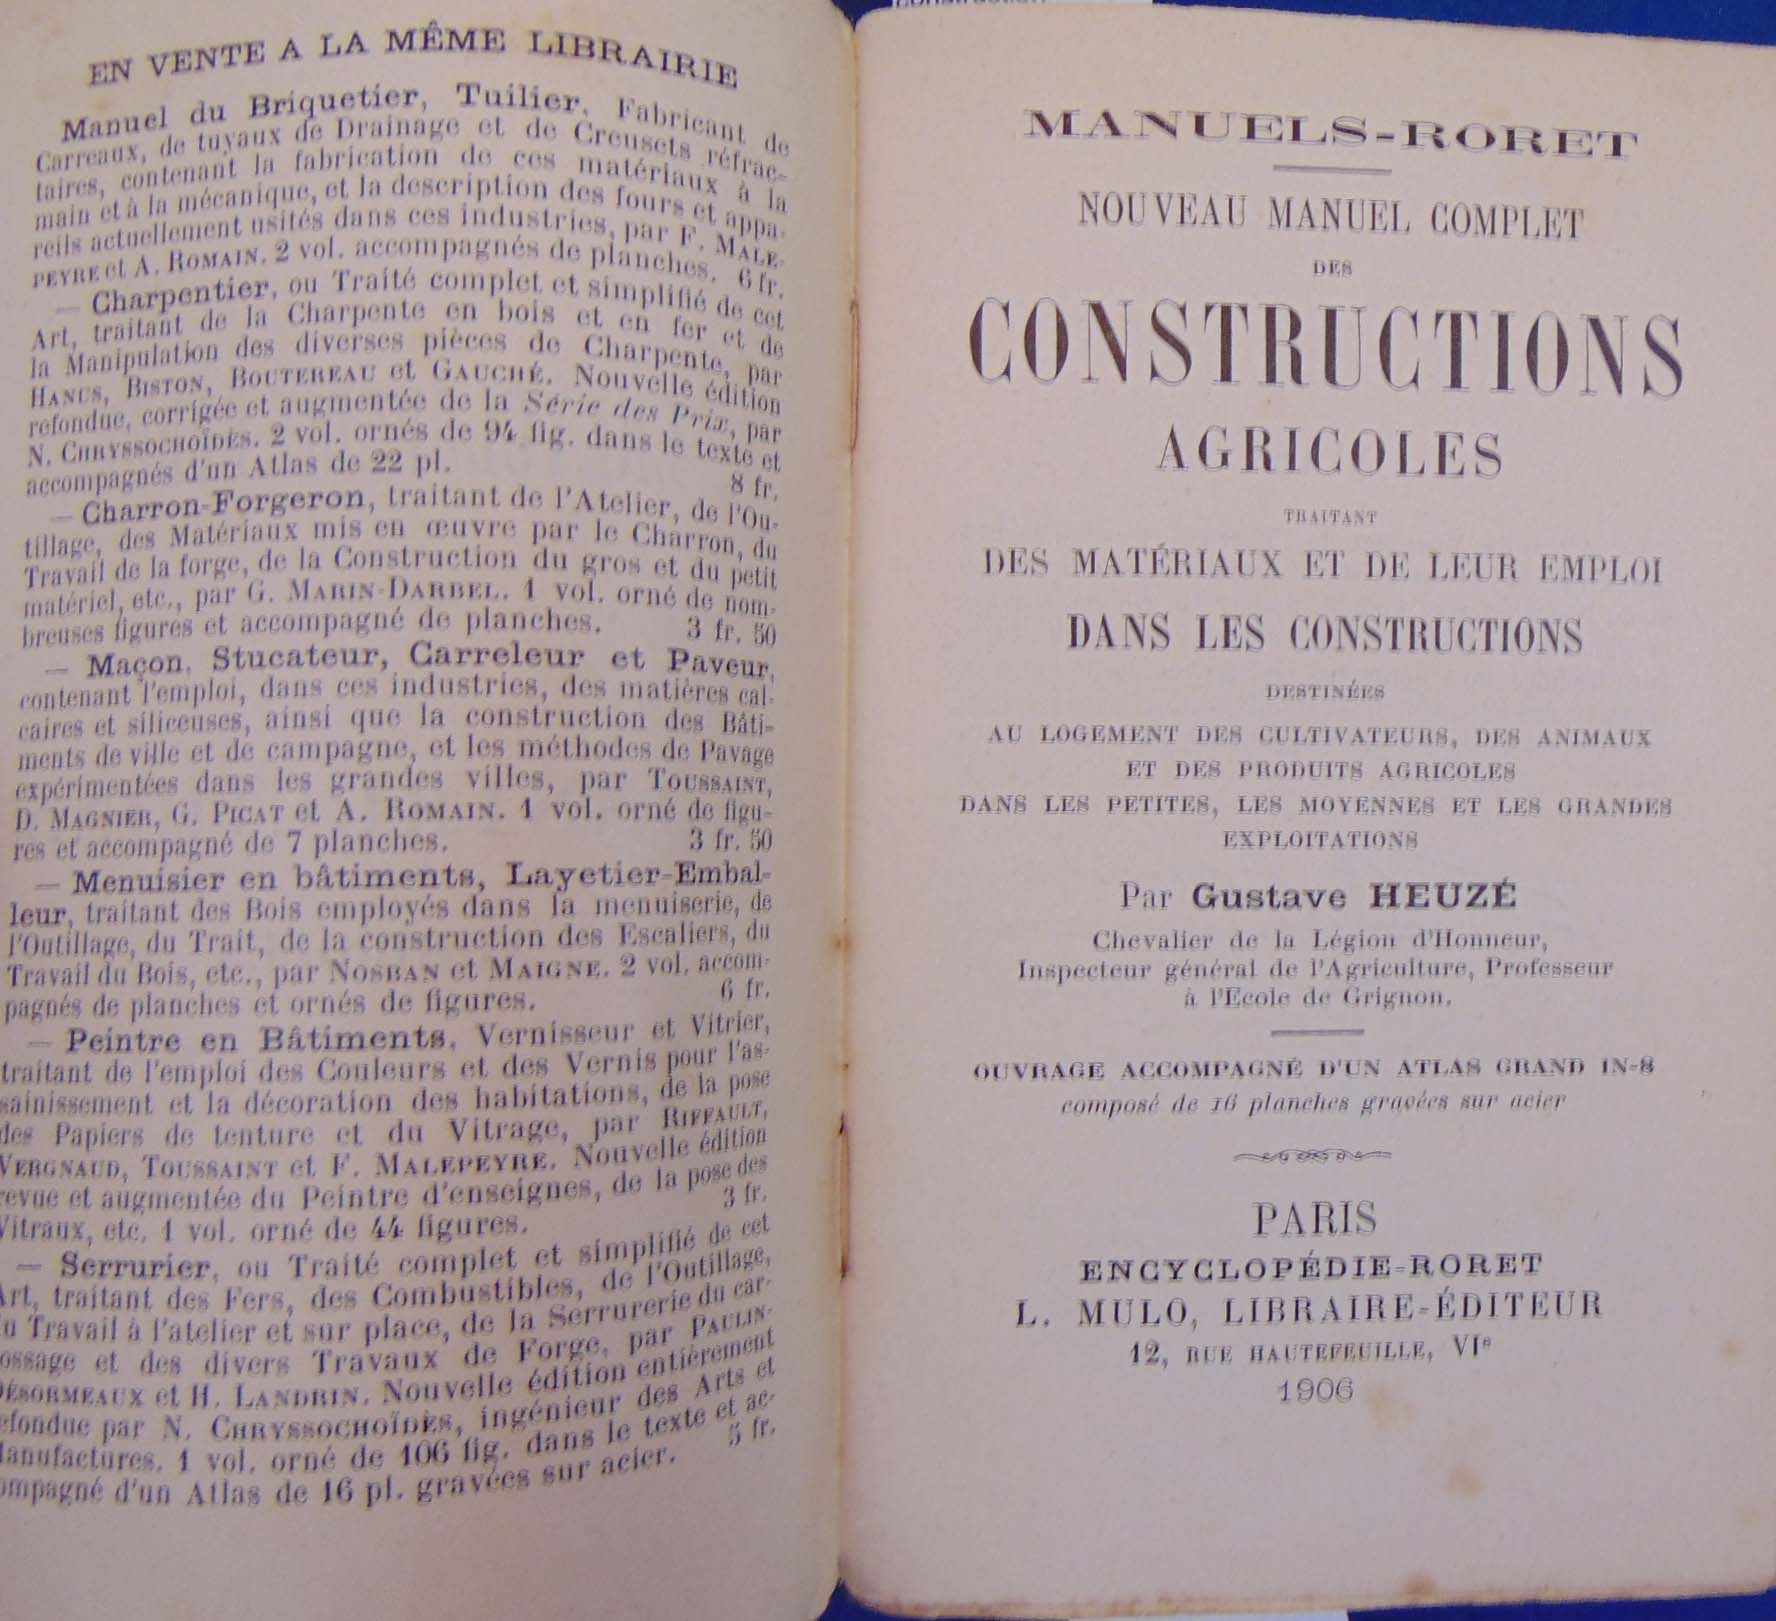 EN VENTE A LA MÊME LIBRAIRIE
Manuel du Briquetier, Tuilier, Fabricant de
Carreaux, de tuyaux de Drainage et de Creusets réfrac-
taires, contenant la fabrication de ces matériaux à la
main et à la mécanique, et la description des fours et appa-
reils actuellement usités dans ces industries, par F. MALE-
PEYRE et A. ROMAIN. 2 vol. accompagnés de planches. 6 fr.
— Charpentier, ou Traité complet et simplifié de cet
Art, traitant de la Charpente en bois et en fer et de
la Manipulation des diverses pièces de Charpente, par
HANUS, BISTON, BOUTEREAU et GAUCHÉ. Nouvelle édition
refondue, corrigée et augmentée de la Série des Prix, par
N. CHRYSSOCHOÏDÈS. 2 vol. ornés de 94 fig. dans le texte et
accompagnés d'un Atlas de 22 pl. 8 fr.
— Charron-Forgeron, traitant de l'Atelier, de l'Ou-
tillage, des Matériaux mis en œuvre par le Charron, du
Travail de la forge, de la Construction du gros et du petit
matériel, etc., par G. MARIN-DARBEL. 1 vol. orné de nom-
breuses figures et accompagné de planches. 3 fr. 50
— Maçon, Stucateur, Carreleur et Paveur,
contenant l'emploi, dans ces industries, des matières cal-
caires et siliceuses, ainsi que la construction des Bâti-
ments de ville et de campagne, et les méthodes de Pavage
expérimentées dans les grandes villes, par TOUSSAINT,
D. MAGNIER, G. PICAT et A. ROMAIN. 1 vol. orné de figu-
res et accompagné de 7 planches. 3 fr. 50
— Menuisier en bâtiments, Layetier-Embal-
leur, traitant des Bois employés dans la menuiserie, de
l'Outillage, du Trait, de la construction des Escaliers, du
Travail du Bois, etc., par NOSBAN et MAIGNE. 2 vol. accom-
pagnés de planches et ornés de figures. 6 fr.
— Peintre en Bâtiments, Vernisseur et Vitrier,
traitant de l'emploi des Couleurs et des Vernis pour l'as-
sainissement et la décoration des habitations, de la pose
des Papiers de tenture et du Vitrage, par RIFFAULT,
VERGNAUD, TOUSSAINT et F. MALEPEYRE. Nouvelle édition
revue et augmentée du Peintre d'enseignes, de la pose des
Vitraux, etc. 1 vol. orné de 44 figures. 3 fr.
— Serrurier, ou Traité complet et simplifié de cet
Art, traitant des Fers, des Combustibles, de l'Outillage,
du Travail à l'atelier et sur place, de la Serrurerie du car-
rossage et des divers Travaux de Forge, par PAULIN-
DÉSORMEAUX et H. LANDRIN. Nouvelle édition entièrement
refondue par N. CHRYSSOCHOÏDÈS, ingénieur des Arts et
Manufactures. 1 vol. orné de 106 fig. dans le texte et ac-
compagné d'un Atlas de 16 pl. gravées sur acier. 5 fr.
MANUELS-RORET
NOUVEAU MANUEL COMPLET
DES
CONSTRUCTIONS
AGRICOLES
TRAITANT
DES MATÉRIAUX ET DE LEUR EMPLOI
DANS LES CONSTRUCTIONS
DESTINÉES
AU LOGEMENT DES CULTIVATEURS, DES ANIMAUX
ET DES PRODUITS AGRICOLES
DANS LES PETITES, LES MOYENNES ET LES GRANDES
EXPLOITATIONS
Par Gustave HEUZÉ
Chevalier de la Légion d'Honneur,
Inspecteur général de l'Agriculture, Professeur
à l'École de Grignon.
OUVRAGE ACCOMPAGNÉ D'UN ATLAS GRAND IN-8
composé de 16 planches gravées sur acier
PARIS
ENCYCLOPÉDIE-RORET
L. MULO, LIBRAIRE-ÉDITEUR
12, RUE HAUTEFEUILLE, VIe
1906